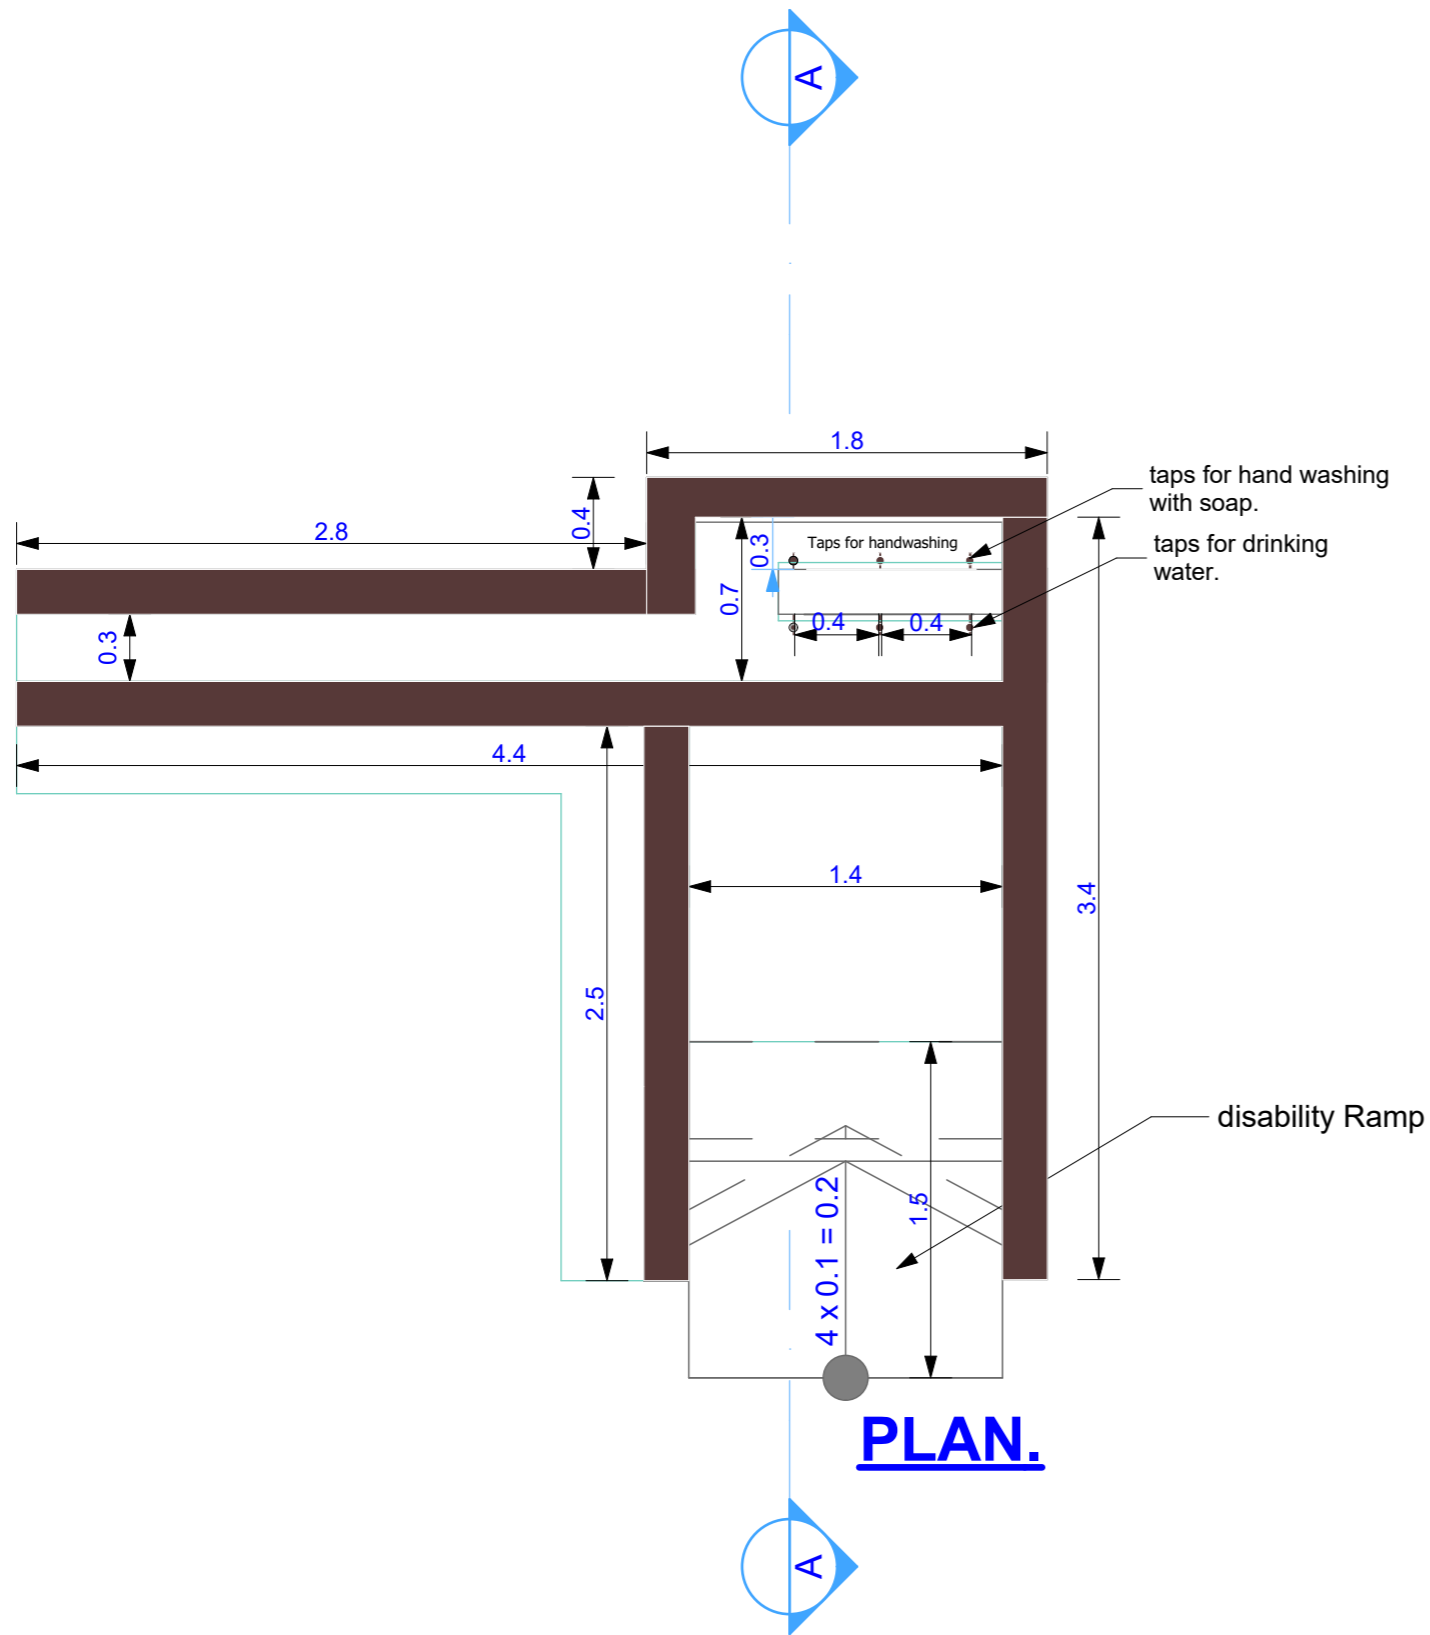 A
1.8
taps for hand washing
with soap.
0.4
2.8
Taps for handwashing
0.3
taps for drinking
water.
0.7
0.4
0.4
0.3
4.4
1.4
3.4
2.5
disability Ramp
4 x 0.1 = 0.2
1.5
PLAN.
A